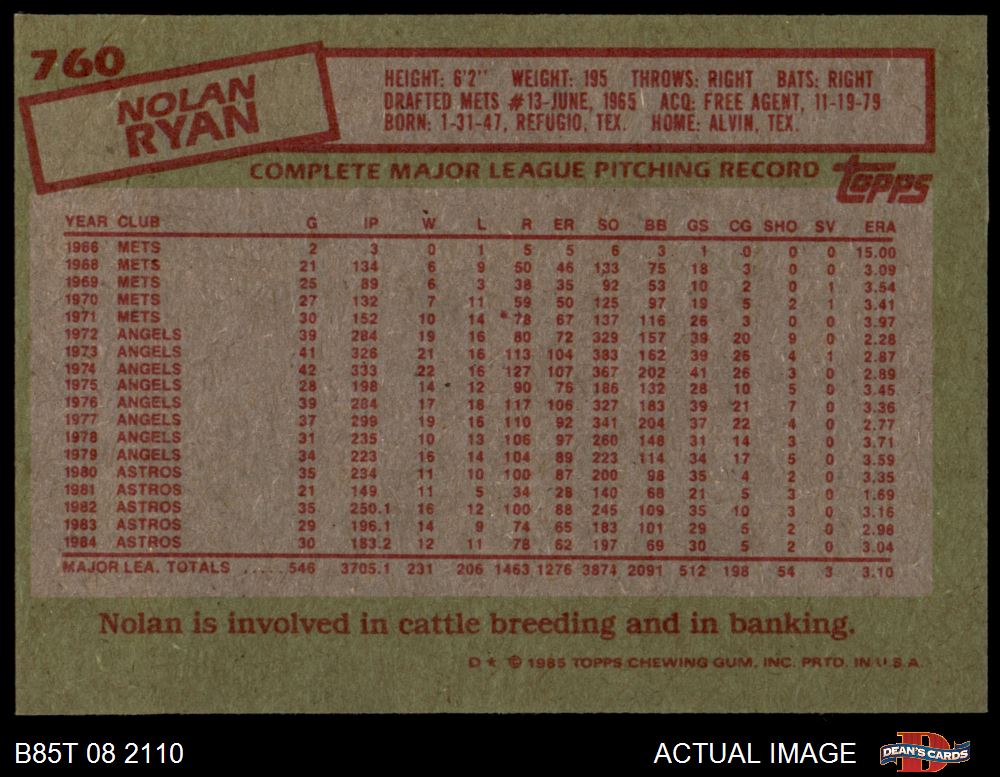 760
NOLAN
RYAN
HEIGHT: 6'2" WEIGHT: 195 THROWS: RIGHT BATS: RIGHT
DRAFTED METS #13-JUNE, 1965 ACQ: FREE AGENT, 11-19-79
BORN: 1-31-47, REFUGIO, TEX. HOME: ALVIN, TEX.
COMPLETE MAJOR LEAGUE PITCHING RECORD topps
YEAR CLUB G IP W L R ER SO BB GS CG SHO SV ERA
1966 METS 2 3 0 1 5 5 6 3 1 0 0 0 15.00
1968 METS 21 134 6 9 50 46 133 75 18 3 0 0 3.09
1969 METS 25 89 6 3 38 35 92 53 10 2 0 1 3.54
1970 METS 27 132 7 11 59 50 125 97 19 5 2 1 3.41
1971 METS 30 152 10 14 78 67 137 116 26 3 0 0 3.97
1972 ANGELS 39 284 19 16 80 72 329 157 39 20 9 0 2.28
1973 ANGELS 41 326 21 16 113 104 383 162 39 26 4 1 2.87
1974 ANGELS 42 333 22 16 127 107 367 202 41 26 3 0 2.89
1975 ANGELS 28 198 14 12 90 76 186 132 28 10 5 0 3.45
1976 ANGELS 39 284 17 18 117 106 327 183 39 21 7 0 3.36
1977 ANGELS 37 299 19 16 110 92 341 204 37 22 4 0 2.77
1978 ANGELS 31 235 10 13 106 97 260 148 31 14 3 0 3.71
1979 ANGELS 34 223 16 14 104 89 223 114 34 17 5 0 3.59
1980 ASTROS 35 234 11 10 100 87 200 98 35 4 2 0 3.35
1981 ASTROS 21 149 11 5 34 28 140 68 21 5 3 0 1.69
1982 ASTROS 35 250.1 16 12 100 88 245 109 35 10 3 0 3.16
1983 ASTROS 29 196.1 14 9 74 65 183 101 29 5 2 0 2.98
1984 ASTROS 30 183.2 12 11 78 62 197 69 30 5 2 0 3.04
MAJOR LEA. TOTALS ..... 546 3705.1 231 206 1463 1276 3874 2091 512 198 54 3 3.10
Nolan is involved in cattle breeding and in banking.
D * © 1985 TOPPS CHEWING GUM, INC. PRTD. IN U.S.A.
B85T 08 2110 ACTUAL IMAGE DEAN'S CARDS